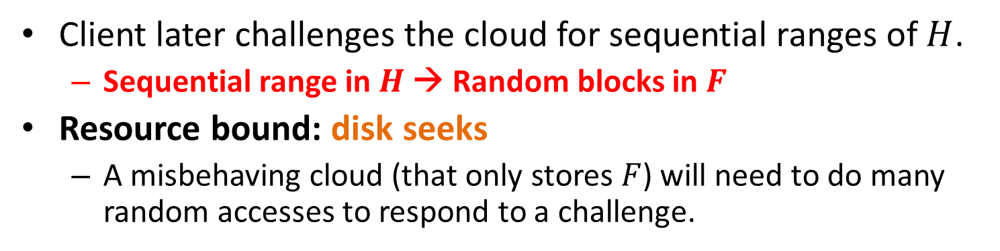 • Client later challenges the cloud for sequential ranges of H.
– Sequential range in H → Random blocks in F
• Resource bound: disk seeks
– A misbehaving cloud (that only stores F) will need to do many
random accesses to respond to a challenge.